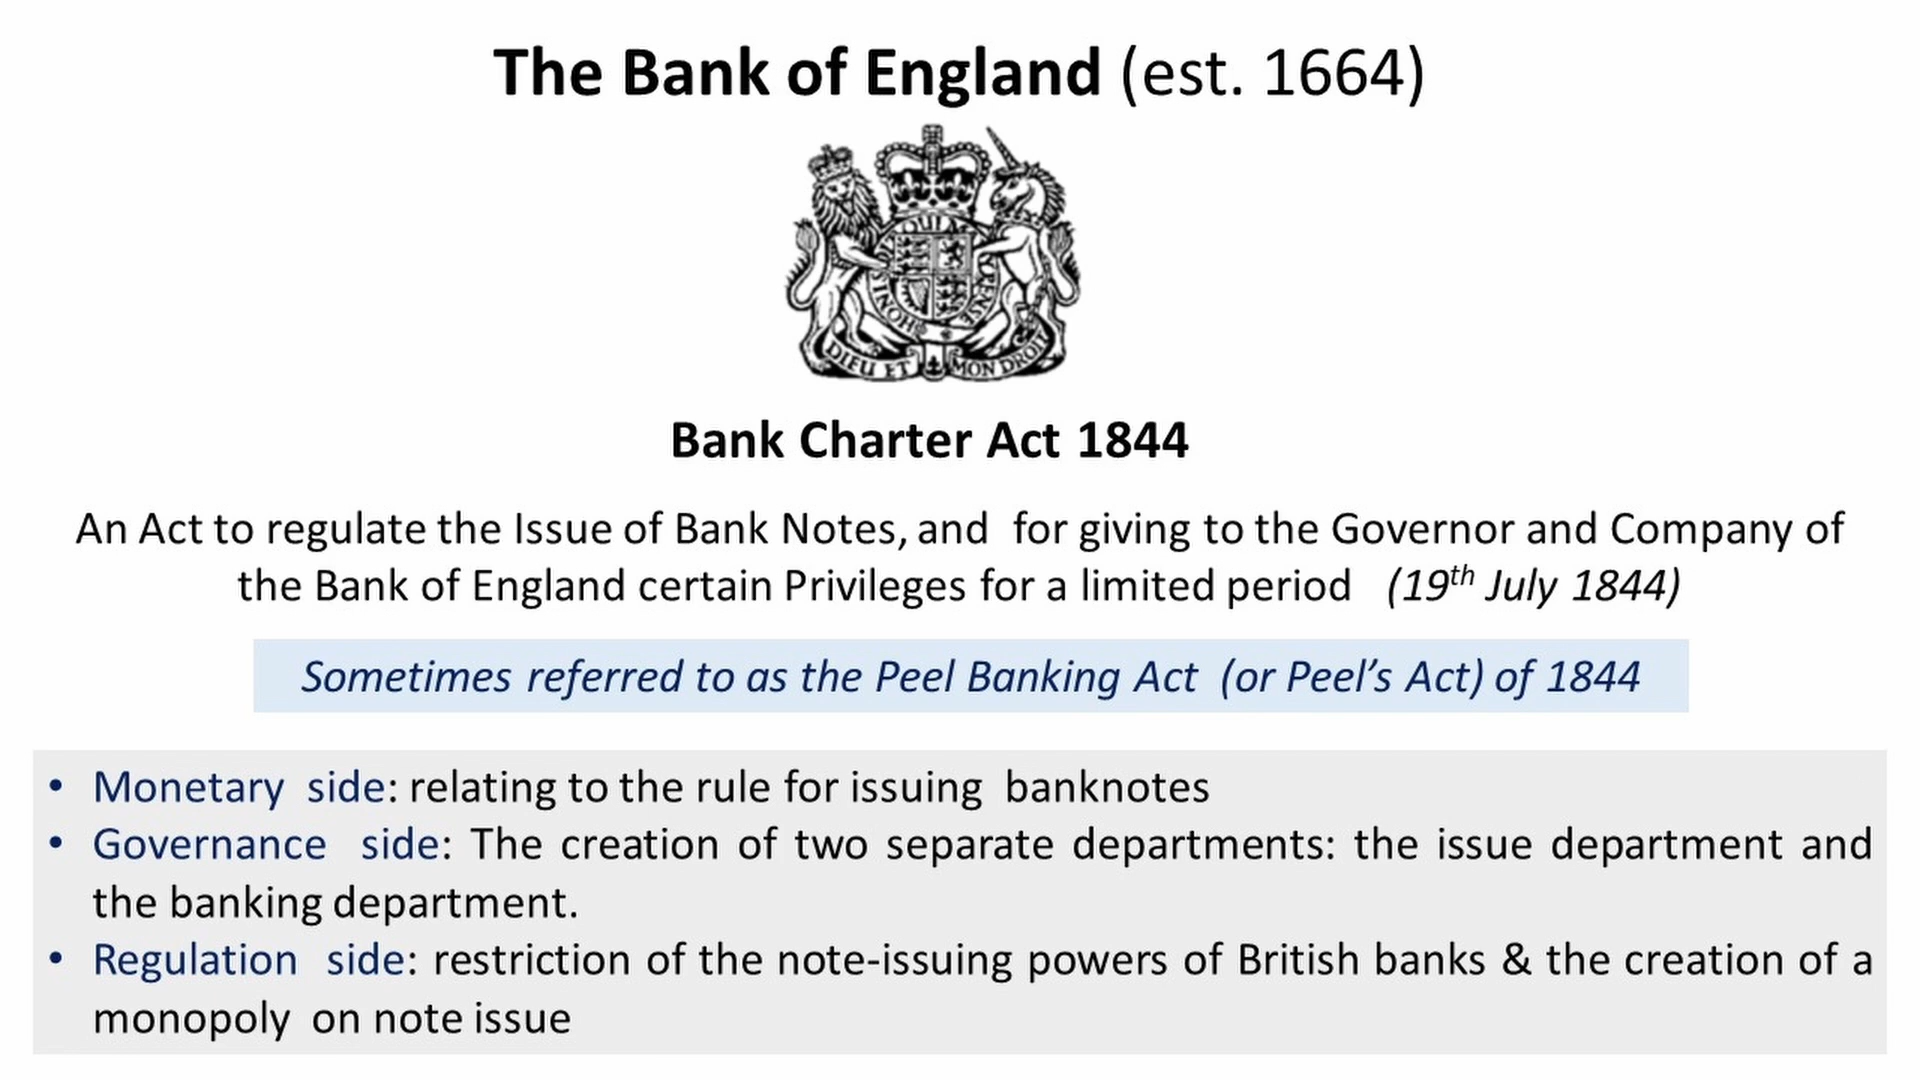 The Bank of England (est. 1664)
QUI M
HONI S
PENSE
DIEU ET MON DROIT
Bank Charter Act 1844
An Act to regulate the Issue of Bank Notes, and for giving to the Governor and Company of
the Bank of England certain Privileges for a limited period (19th July 1844)
Sometimes referred to as the Peel Banking Act (or Peel’s Act) of 1844
• Monetary side: relating to the rule for issuing banknotes
• Governance side: The creation of two separate departments: the issue department and
the banking department.
• Regulation side: restriction of the note-issuing powers of British banks & the creation of a
monopoly on note issue